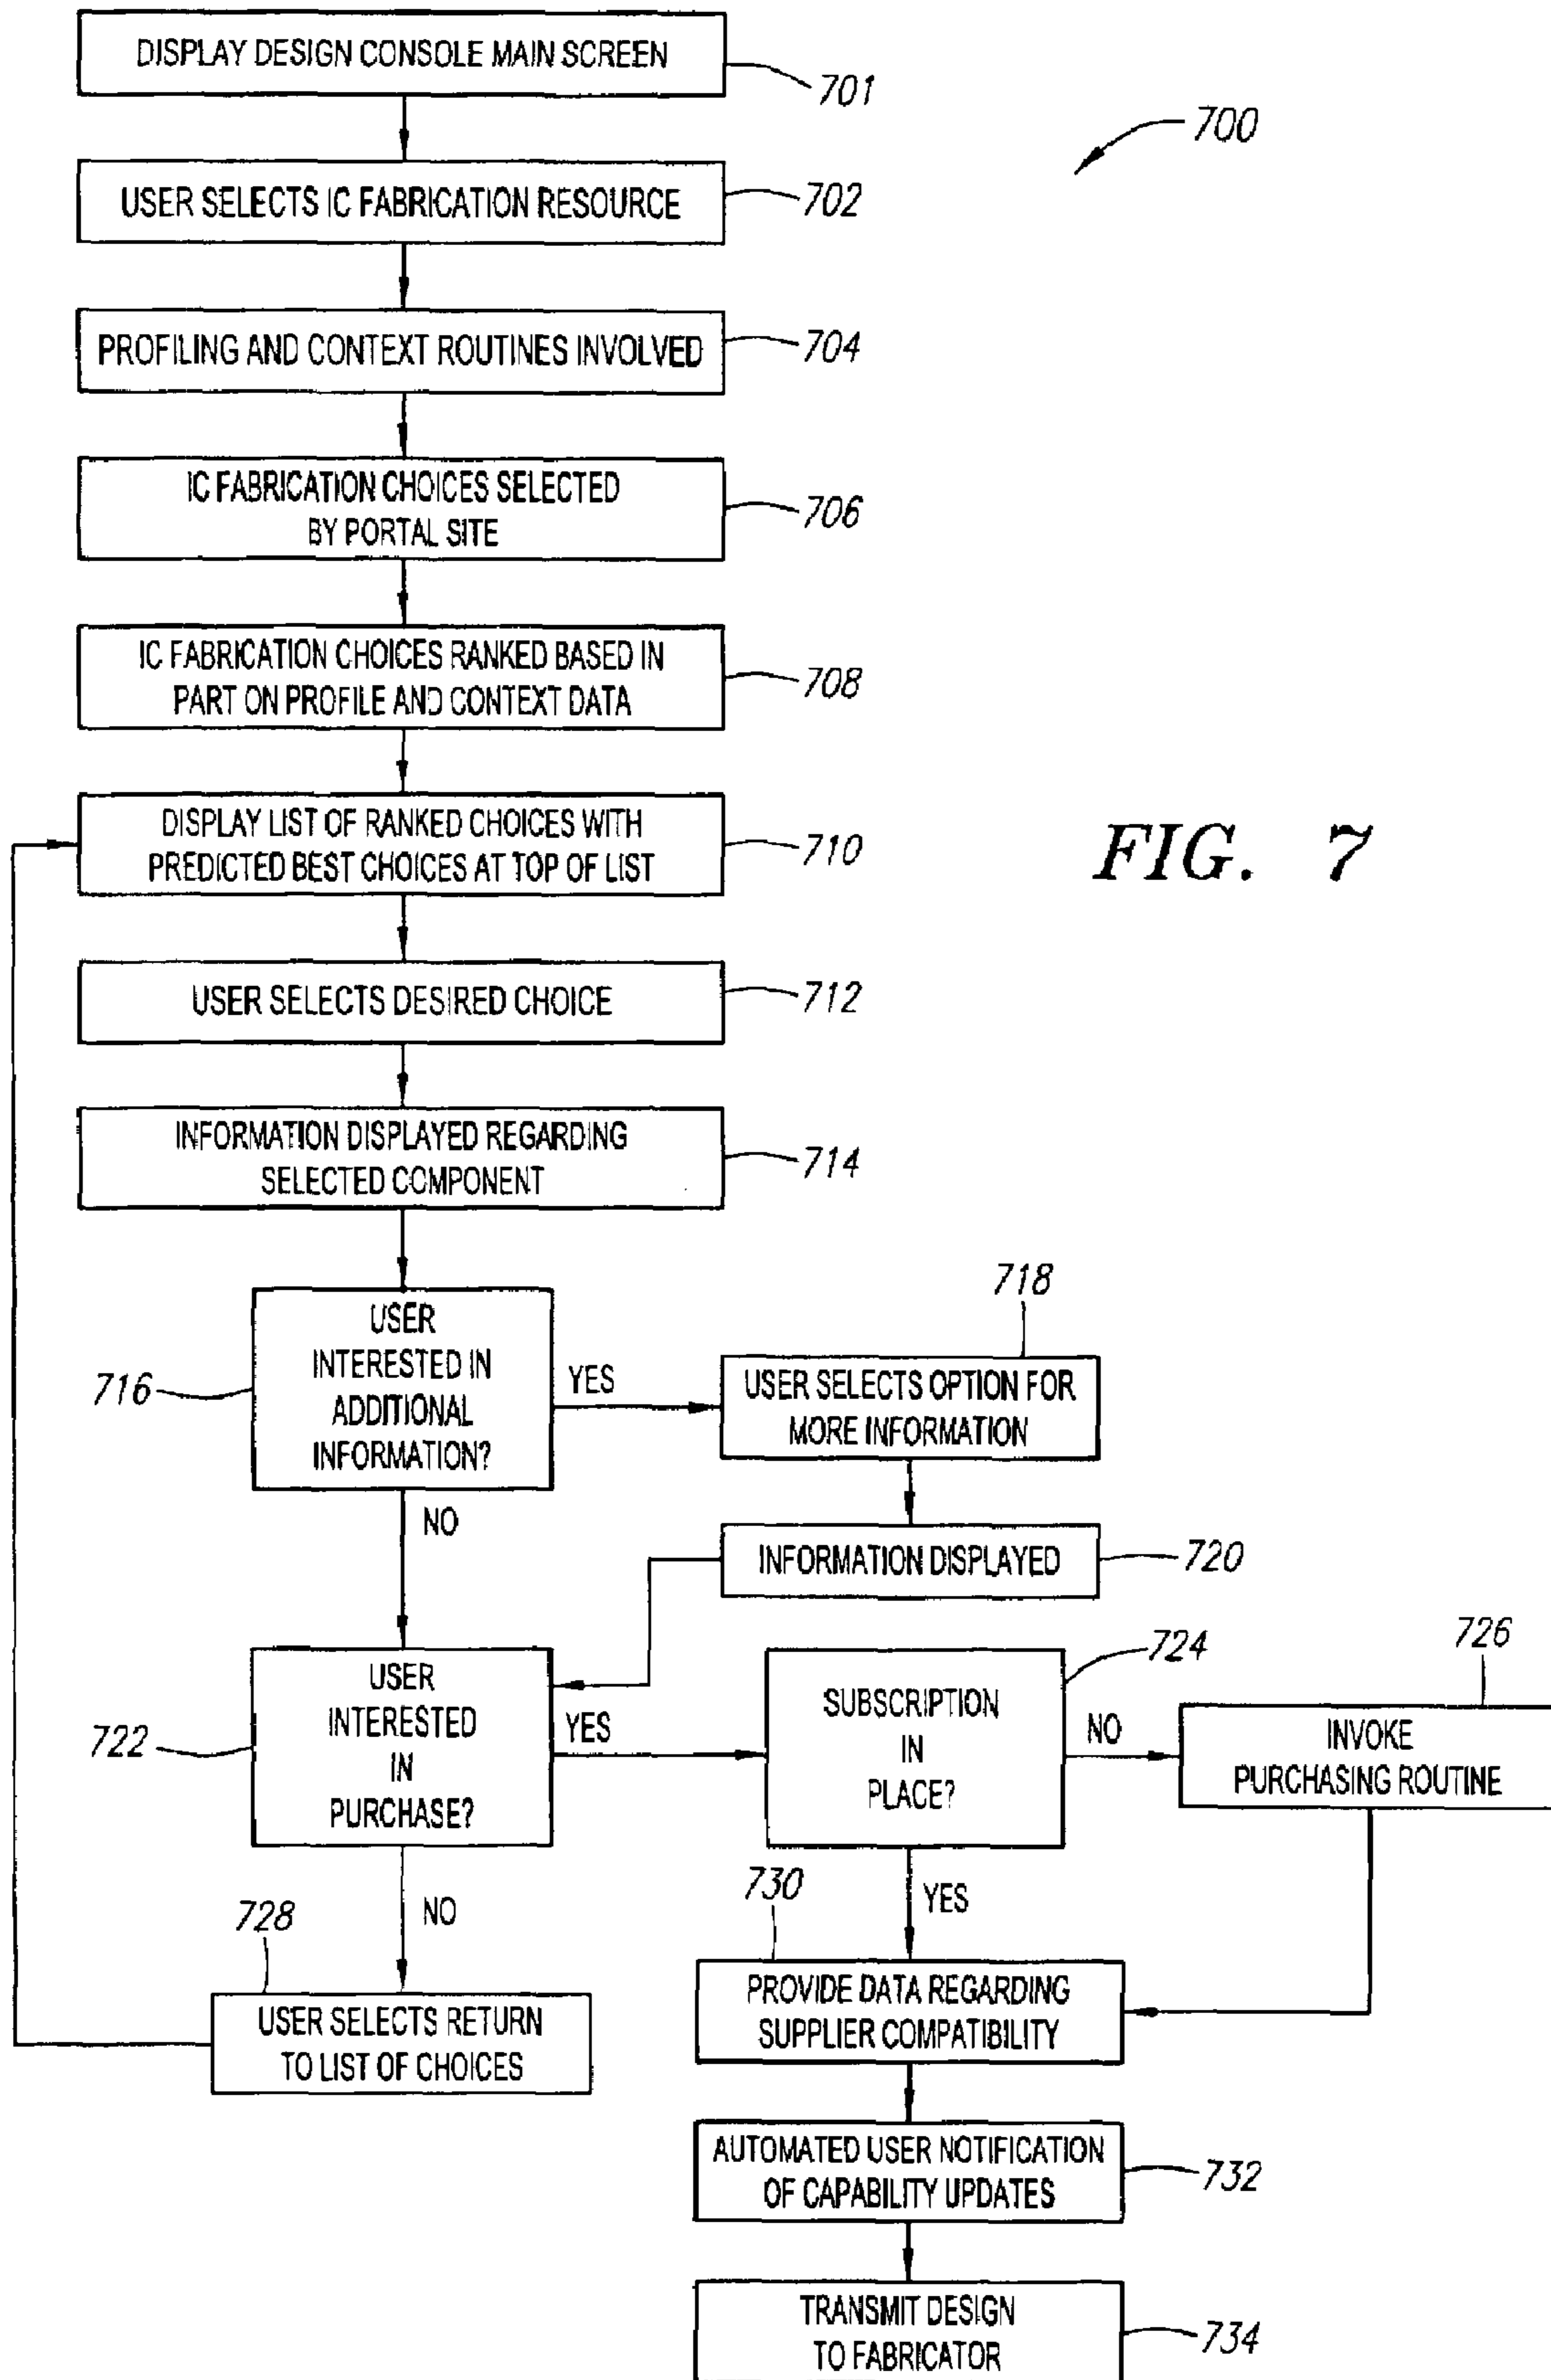 DISPLAY DESIGN CONSOLE MAIN SCREEN
701
700
USER SELECTS IC FABRICATION RESOURCE
702
PROFILING AND CONTEXT ROUTINES INVOLVED
704
IC FABRICATION CHOICES SELECTED
BY PORTAL SITE
706
IC FABRICATION CHOICES RANKED BASED IN
PART ON PROFILE AND CONTEXT DATA
708
DISPLAY LIST OF RANKED CHOICES WITH
PREDICTED BEST CHOICES AT TOP OF LIST
710
FIG. 7
USER SELECTS DESIRED CHOICE
712
INFORMATION DISPLAYED REGARDING
SELECTED COMPONENT
714
USER
INTERESTED IN
ADDITIONAL
INFORMATION?
716
YES
NO
718
USER SELECTS OPTION FOR
MORE INFORMATION
INFORMATION DISPLAYED
720
USER
INTERESTED
IN
PURCHASE?
722
YES
NO
SUBSCRIPTION
IN
PLACE?
724
NO
YES
726
INVOKE
PURCHASING ROUTINE
728
USER SELECTS RETURN
TO LIST OF CHOICES
730
PROVIDE DATA REGARDING
SUPPLIER COMPATIBILITY
AUTOMATED USER NOTIFICATION
OF CAPABILITY UPDATES
732
TRANSMIT DESIGN
TO FABRICATOR
734